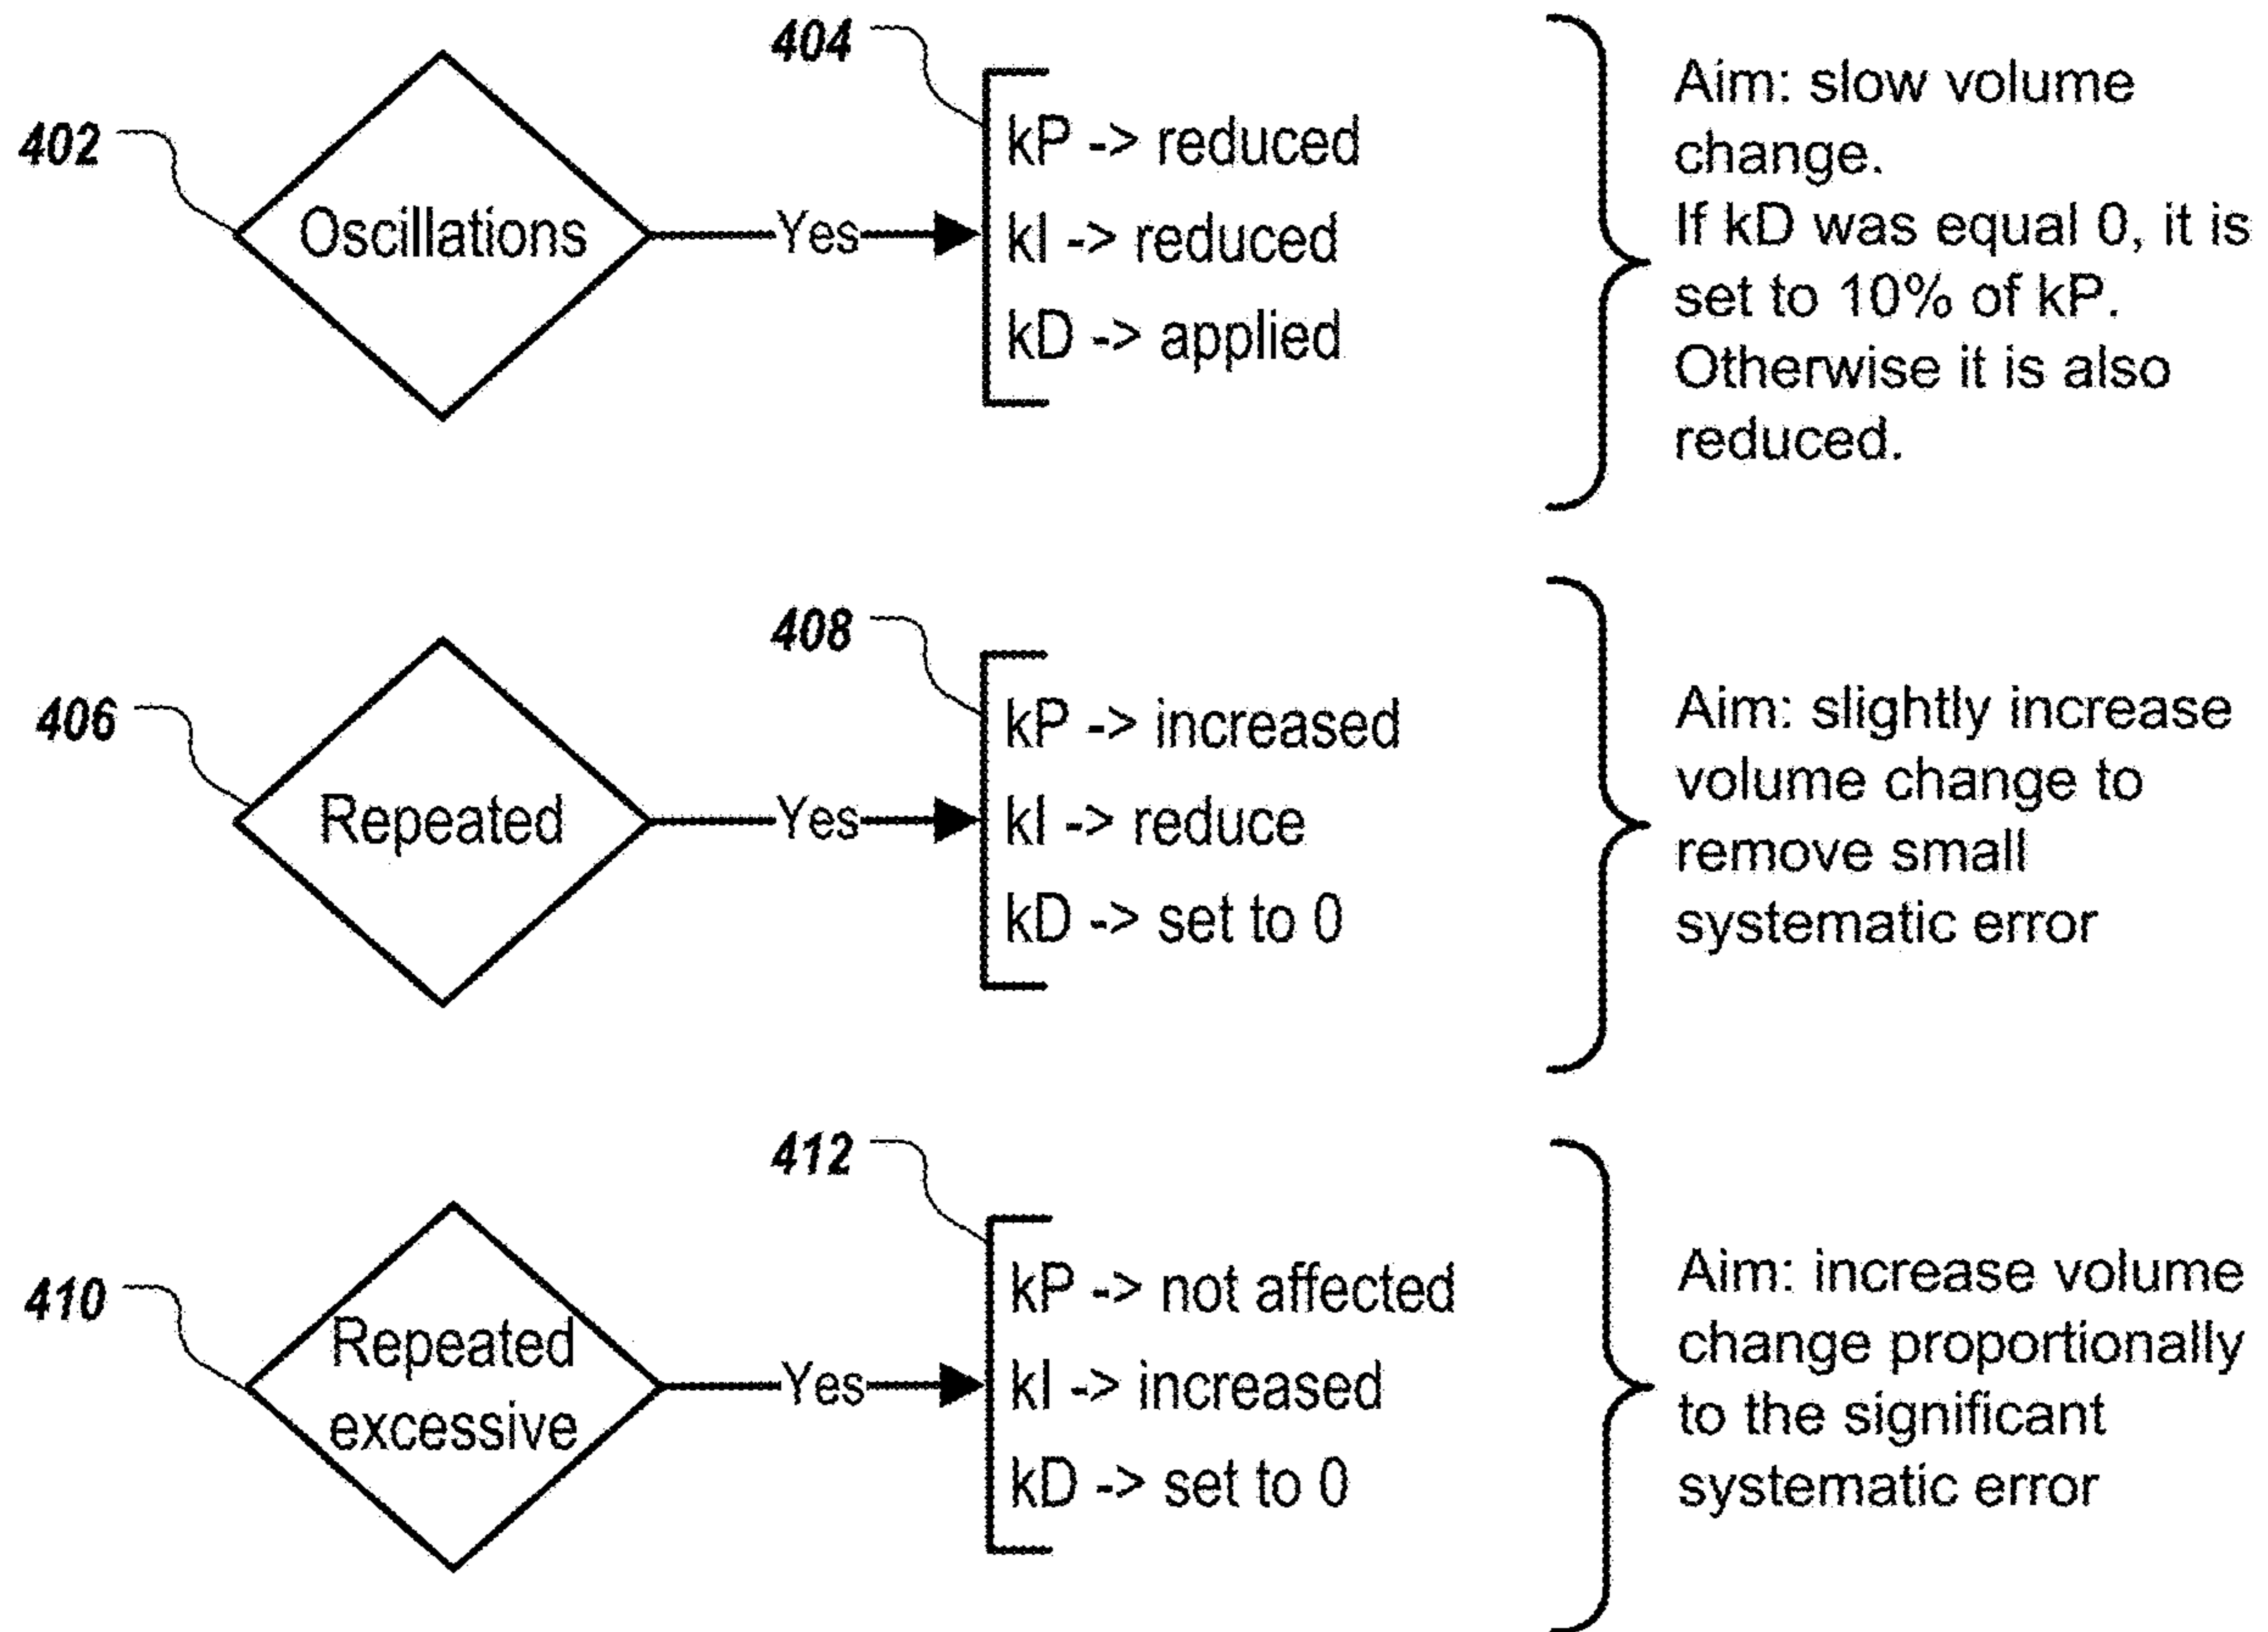 404
402
Oscillations
Yes
kP -> reduced
kI -> reduced
kD -> applied
Aim: slow volume
change.
If kD was equal 0, it is
set to 10% of kP.
Otherwise it is also
reduced.
408
406
Repeated
Yes
kP -> increased
kI -> reduce
kD -> set to 0
Aim: slightly increase
volume change to
remove small
systematic error
412
410
Repeated
excessive
Yes
kP -> not affected
kI -> increased
kD -> set to 0
Aim: increase volume
change proportionally
to the significant
systematic error